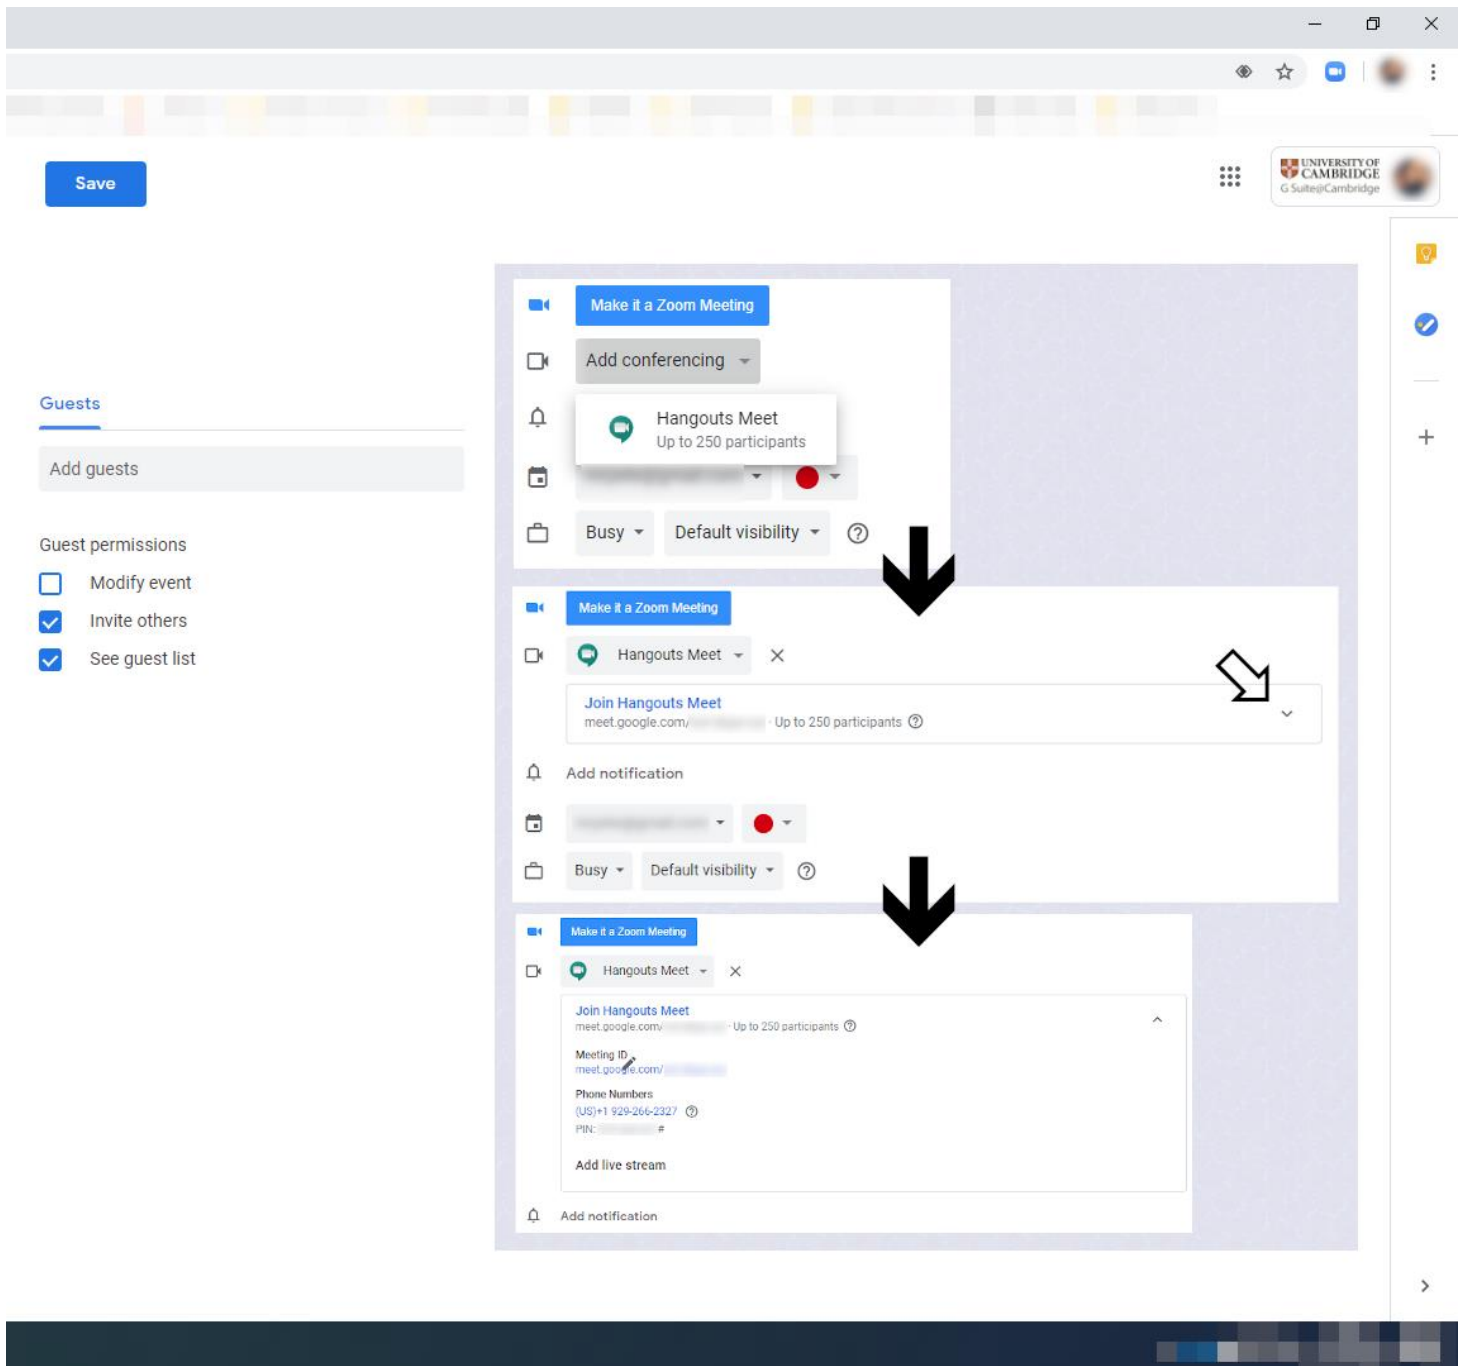 Save
UNIVERSITY OF
CAMBRIDGE
G Suite@Cambridge
Make it a Zoom Meeting
Add conferencing
Hangouts Meet
Up to 250 participants
Busy
Default visibility
Guests
Add guests
Guest permissions
Modify event
Invite others
See guest list
Make it a Zoom Meeting
Hangouts Meet
Join Hangouts Meet
meet.google.com/ · Up to 250 participants
Add notification
Busy
Default visibility
Make it a Zoom Meeting
Hangouts Meet
Join Hangouts Meet
meet.google.com/ · Up to 250 participants
Meeting ID
meet.google.com/
Phone Numbers
(US)+1 929-266-2327
PIN: #
Add live stream
Add notification